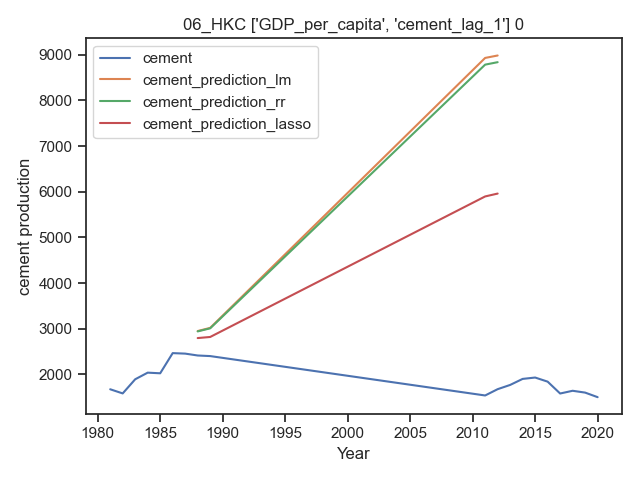 06_HKC ['GDP_per_capita', 'cement_lag_1'] 0
cement
cement_prediction_lm
cement_prediction_rr
cement_prediction_lasso
cement production
9000
8000
7000
6000
5000
4000
3000
2000
1980 1985 1990 1995 2000 2005 2010 2015 2020
Year